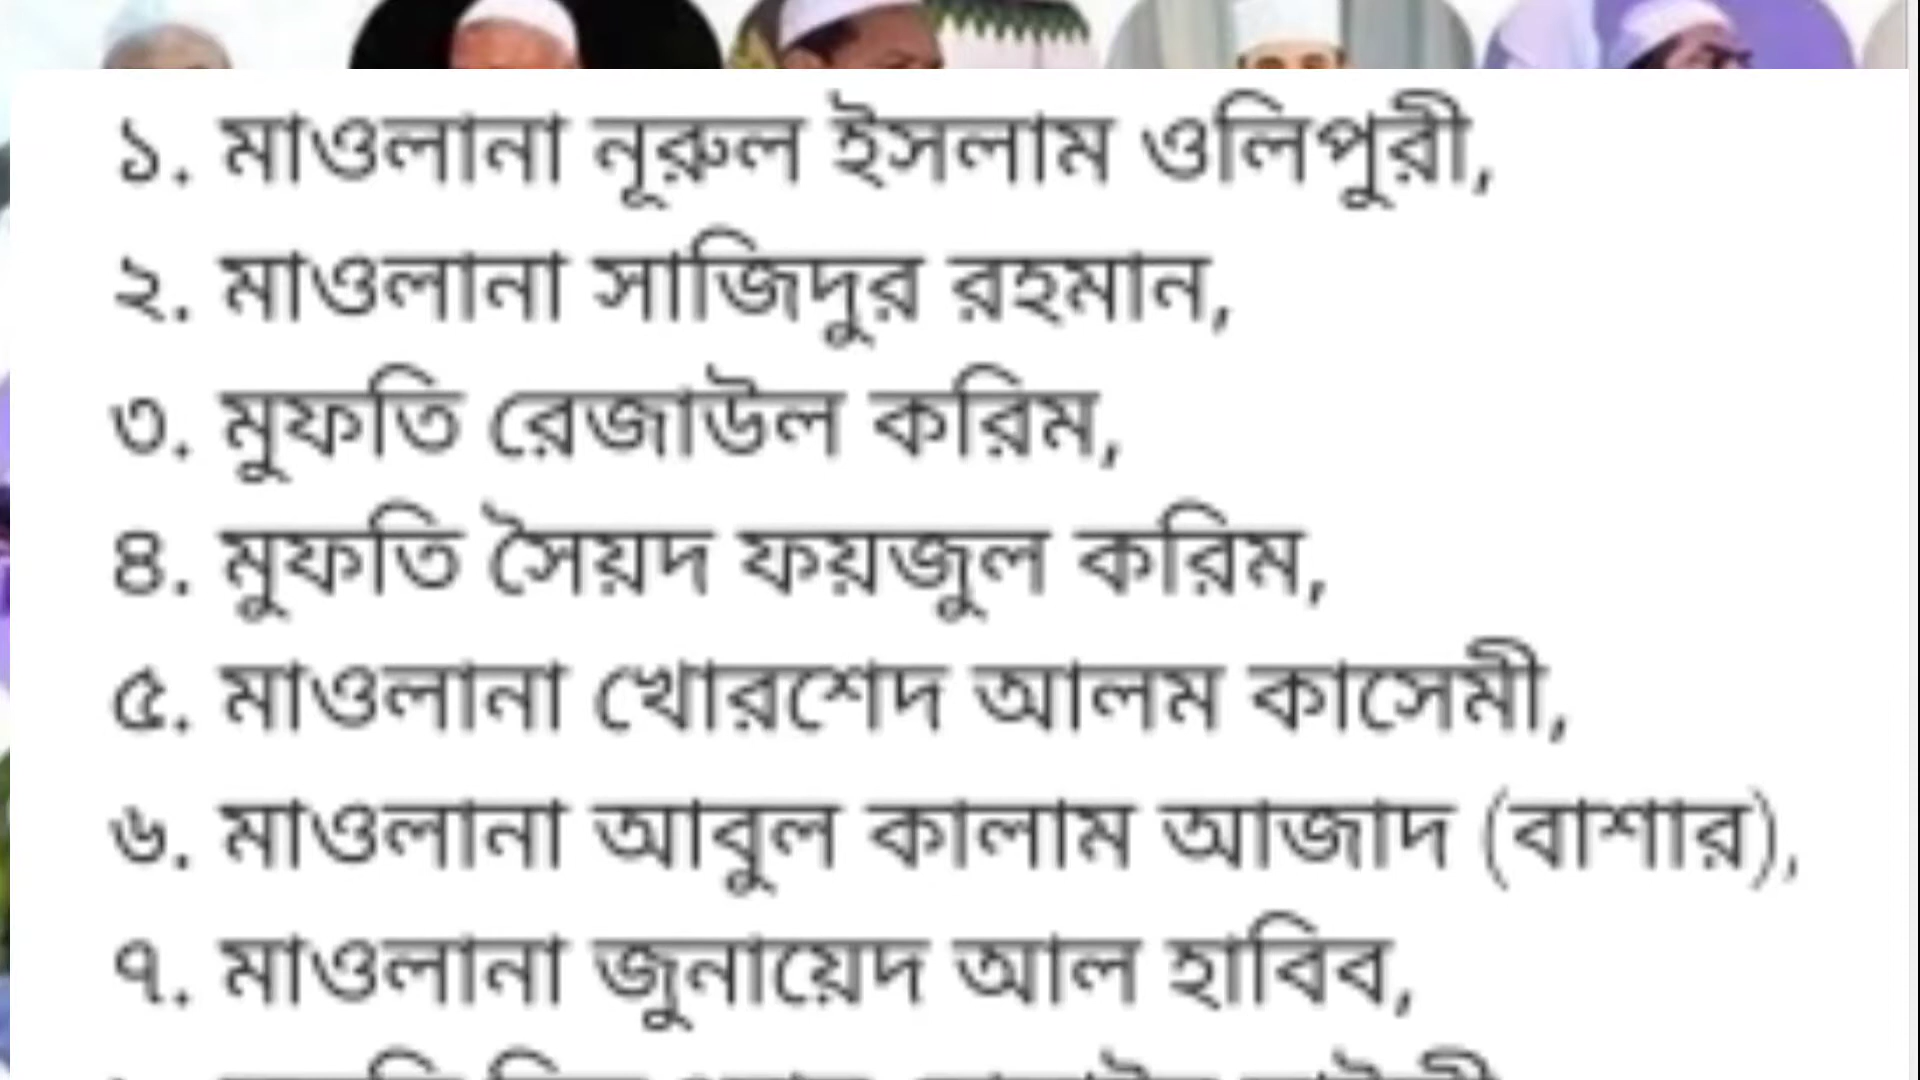 ১. মাওলানা নূরুল ইসলাম ওলিপুরী,
২. মাওলানা সাজিদুর রহমান,
৩. মুফতি রেজাউল করিম,
৪. মুফতি সৈয়দ ফয়জুল করিম,
৫. মাওলানা খোরশেদ আলম কাসেমী,
৬. মাওলানা আবুল কালাম আজাদ (বাশার),
৭. মাওলানা জুনায়েদ আল হাবিব,